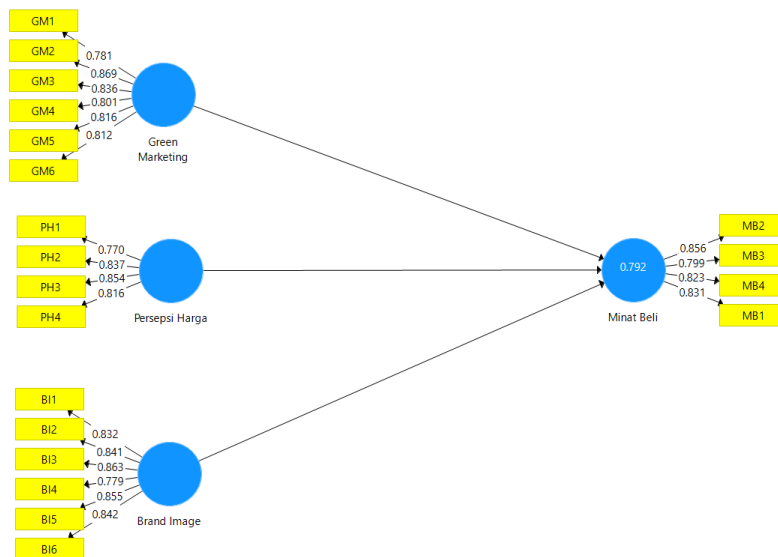 GM1
GM2
GM3
GM4
GM5
GM6
0.781
0.869
0.836
0.801
0.816
0.812
Green
Marketing
PH1
PH2
PH3
PH4
0.770
0.837
0.854
0.816
Persepsi Harga
BI1
BI2
BI3
BI4
BI5
BI6
0.832
0.841
0.863
0.779
0.855
0.842
Brand Image
0.792
Minat Beli
0.856
0.799
0.823
0.831
MB2
MB3
MB4
MB1